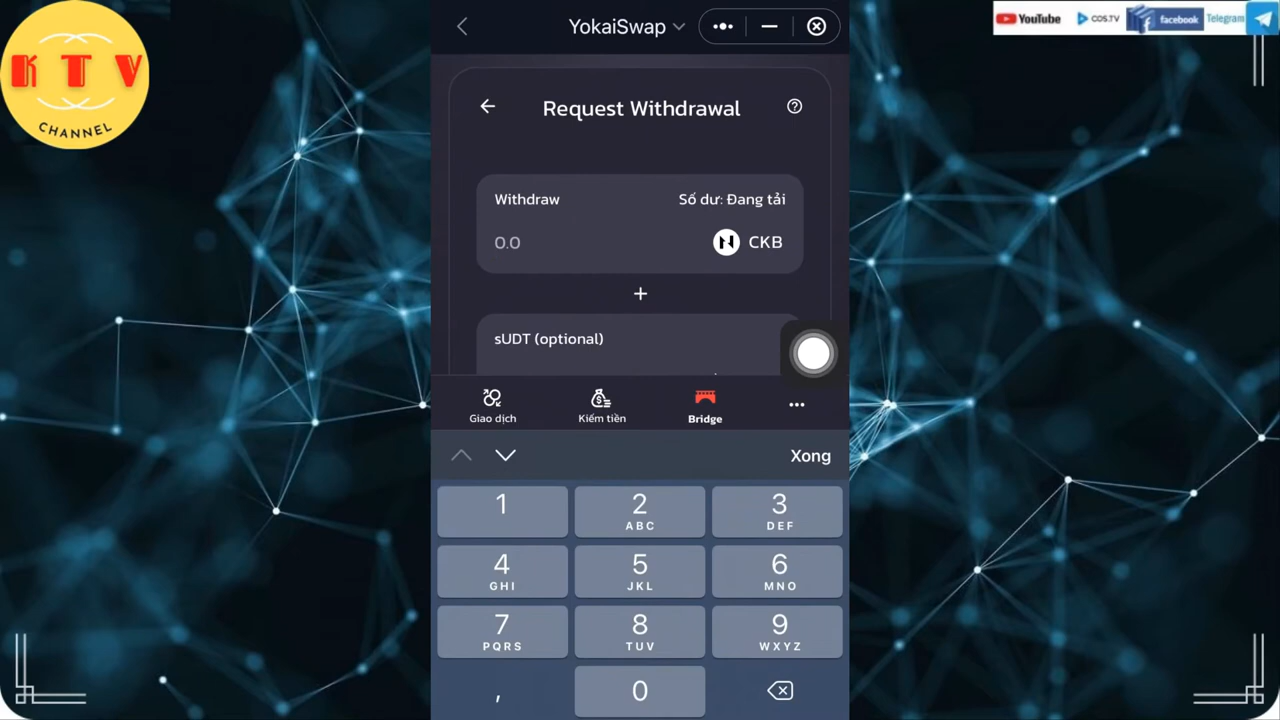 KTV
CHANNEL
YouTube
COS.TV
facebook
Telegram
YokaiSwap
Request Withdrawal
Withdraw
Số dư: Đang tải
0.0
CKB
+
sUDT (optional)
Giao dịch
Kiếm tiền
Bridge
Xong
1
2
ABC
3
DEF
4
GHI
5
JKL
6
MNO
7
PQRS
8
TUV
9
WXYZ
,
0